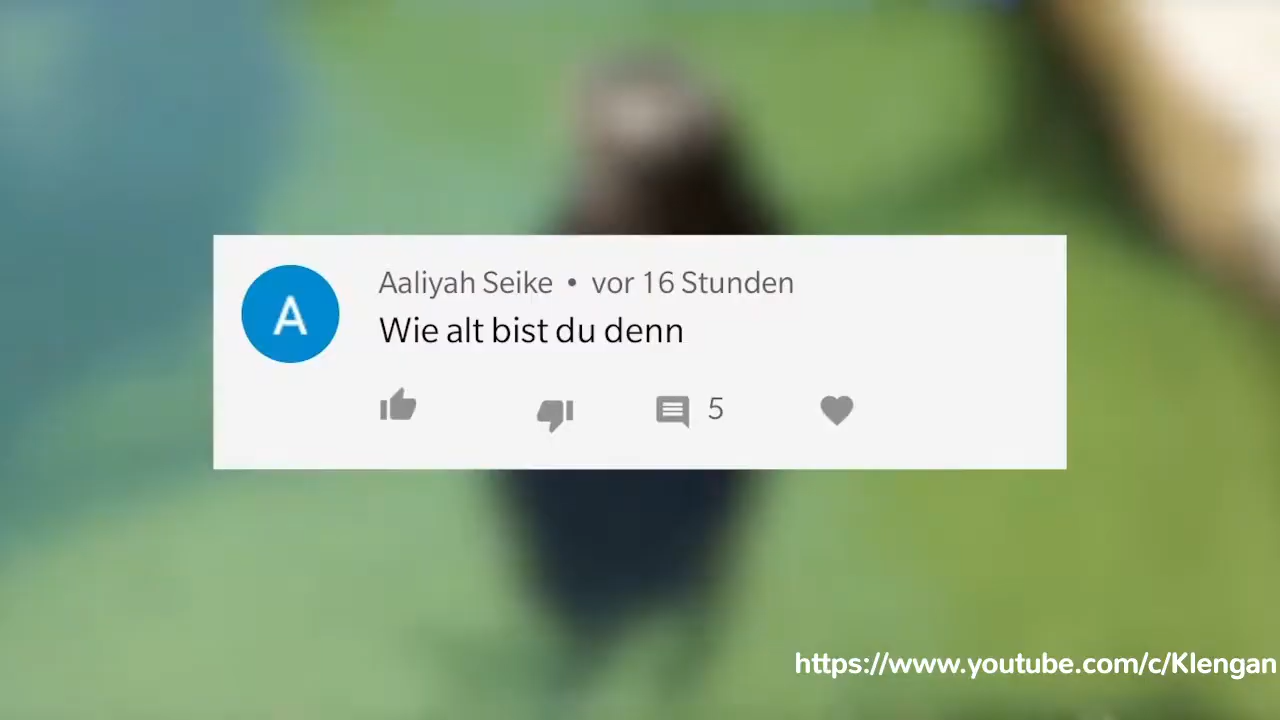 A
Aaliyah Seike • vor 16 Stunden
Wie alt bist du denn
5
https://www.youtube.com/c/Klengan